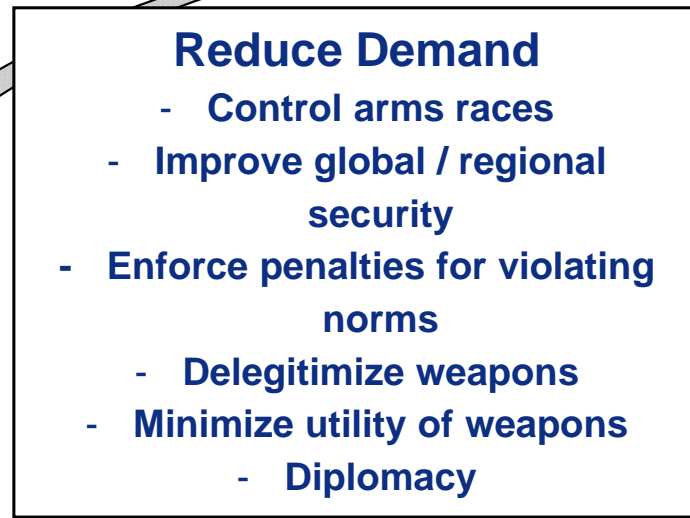 Reduce Demand
- Control arms races
- Improve global / regional
security
- Enforce penalties for violating
norms
- Delegitimize weapons
- Minimize utility of weapons
- Diplomacy